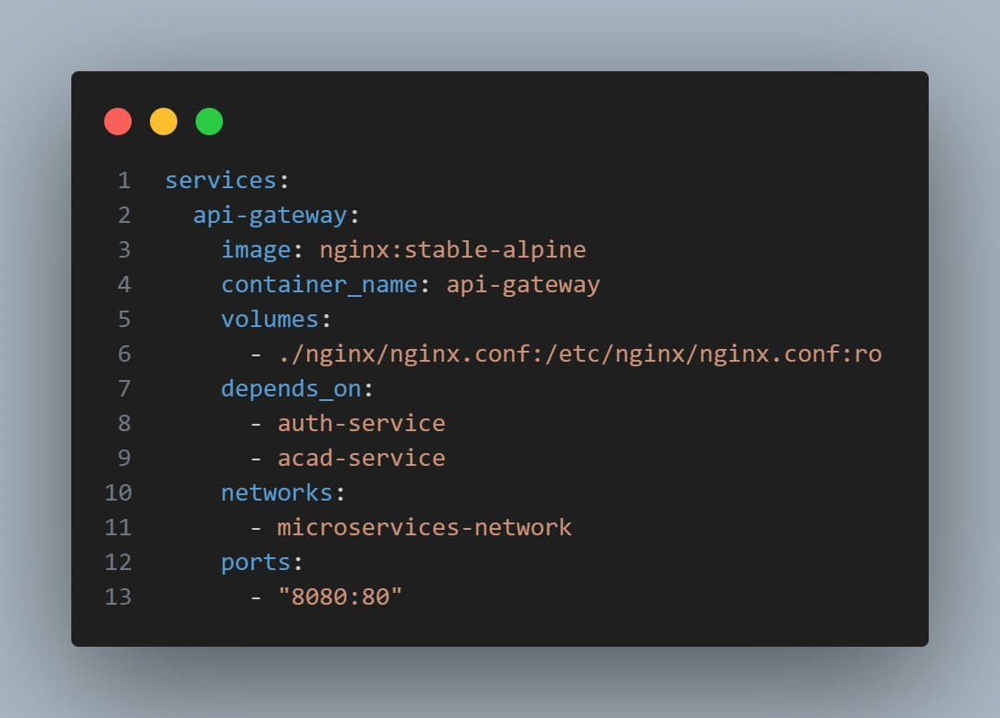 1 services:
2   api-gateway:
3     image: nginx:stable-alpine
4     container_name: api-gateway
5     volumes:
6       - ./nginx/nginx.conf:/etc/nginx/nginx.conf:ro
7     depends_on:
8       - auth-service
9       - acad-service
10     networks:
11       - microservices-network
12     ports:
13       - "8080:80"